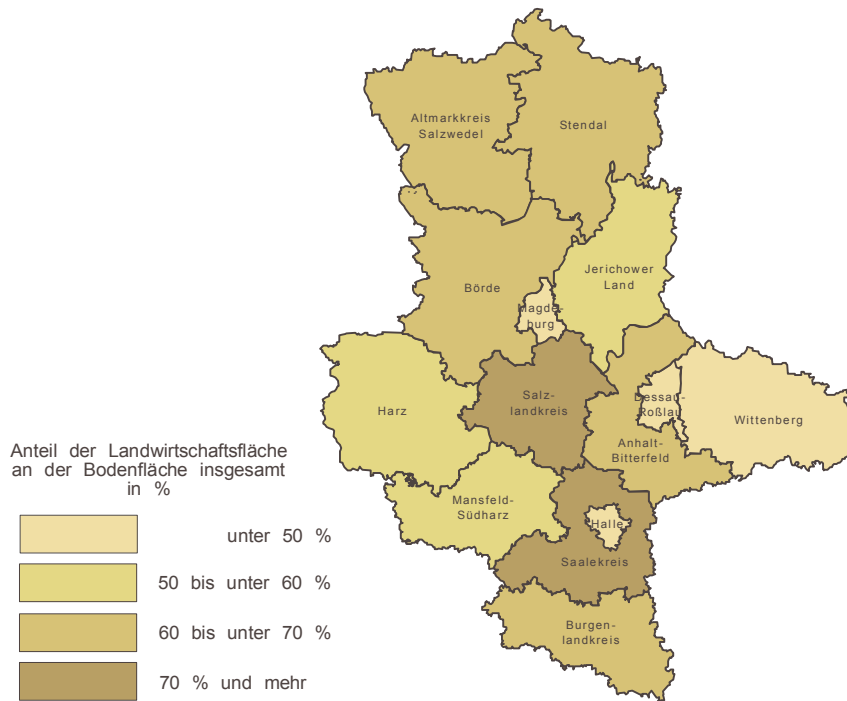 Altmarkkreis
Salzwedel
Stendal
Jerichower
Land
Börde
Magde-
burg
Harz
Salz-
landkreis
Dessau-
Roßlau
Wittenberg
Anhalt-
Bitterfeld
Mansfeld-
Südharz
Halle
Saalekreis
Burgen-
landkreis
Anteil der Landwirtschaftsfläche
an der Bodenfläche insgesamt
in %
unter 50 %
50 bis unter 60 %
60 bis unter 70 %
70 % und mehr